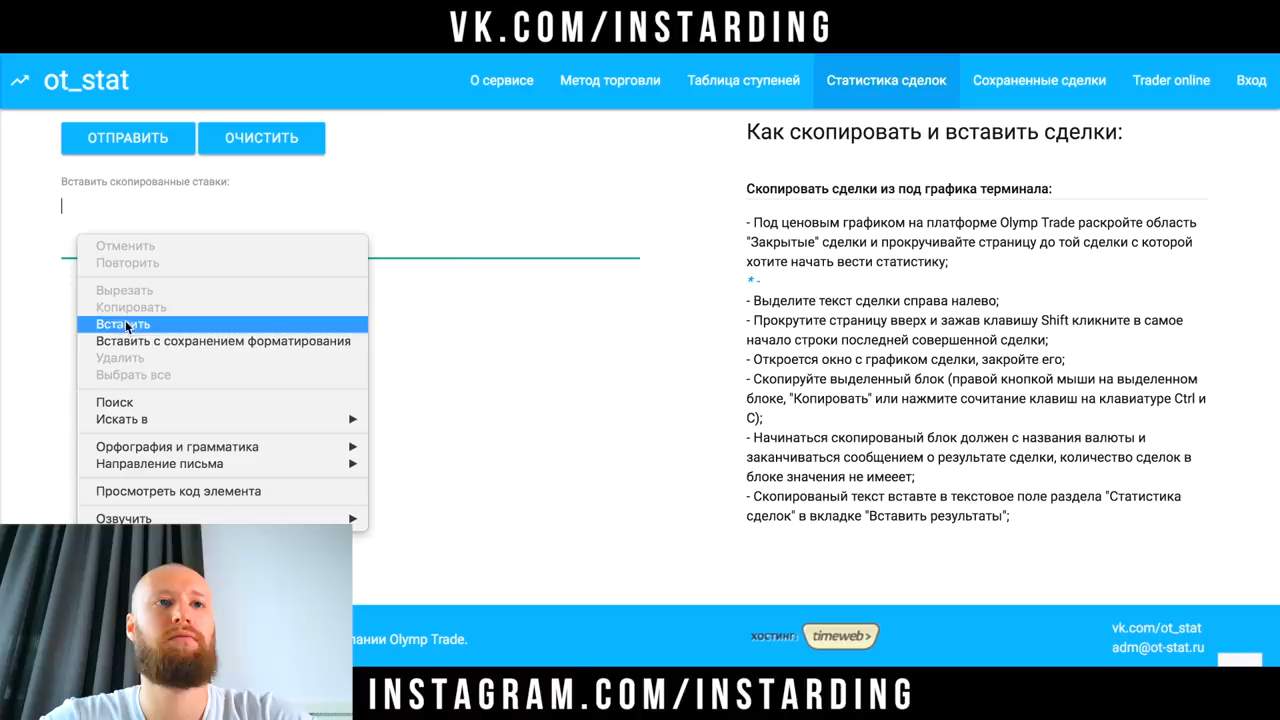 VK.COM/INSTARDING
ot_stat
О сервисе
Метод торговли
Таблица ступеней
Статистика сделок
Сохраненные сделки
Trader online
Вход
ОТПРАВИТЬ
ОЧИСТИТЬ
Вставить скопированные ставки:
Отменить
Повторить
Вырезать
Копировать
Вставить
Вставить с сохранением форматирования
Удалить
Выбрать все
Поиск
Искать в
Орфография и грамматика
Направление письма
Просмотреть код элемента
Озвучить
Как скопировать и вставить сделки:
Скопировать сделки из под графика терминала:
- Под ценовым графиком на платформе Olymp Trade раскройте область
"Закрытые" сделки и прокручивайте страницу до той сделки с которой
хотите начать вести статистику;
* -
- Выделите текст сделки справа налево;
- Прокрутите страницу вверх и зажав клавишу Shift кликните в самое
начало строки последней совершенной сделки;
- Откроется окно с графиком сделки, закройте его;
- Скопируйте выделенный блок (правой кнопкой мыши на выделенном
блоке, "Копировать" или нажмите сочитание клавиш на клавиатуре Ctrl и
C);
- Начинаться скопированый блок должен с названия валюты и
заканчиваться сообщением о результате сделки, количество сделок в
блоке значения не имееет;
- Скопированый текст вставте в текстовое поле раздела "Статистика
сделок" в вкладке "Вставить результаты";
пании Olymp Trade.
хостинг:
timeweb>
vk.com/ot_stat
adm@ot-stat.ru
INSTAGRAM.COM/INSTARDING